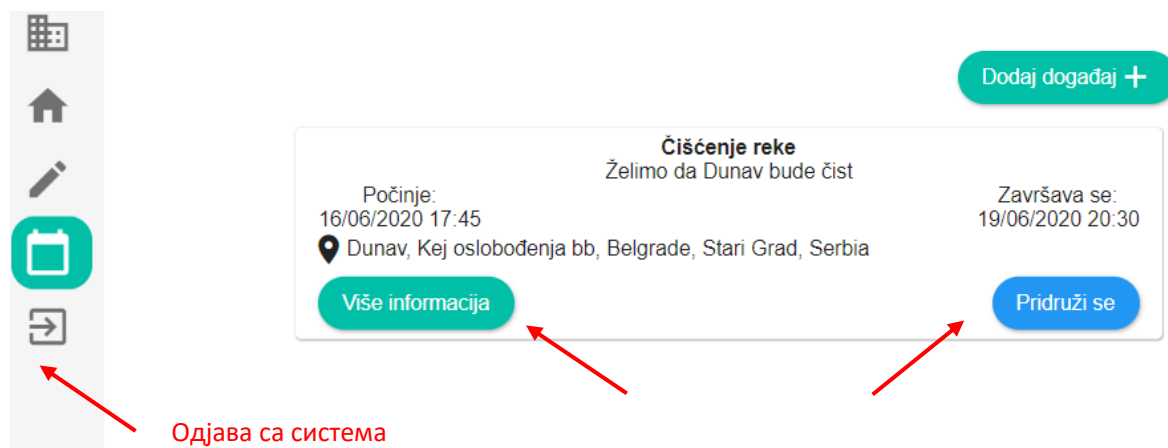 Dodaj događaj +
Čišćenje reke
Želimo da Dunav bude čist
Počinje:
16/06/2020 17:45
Završava se:
19/06/2020 20:30
Dunav, Kej oslobođenja bb, Belgrade, Stari Grad, Serbia
Više informacija
Pridruži se
Одјава са система